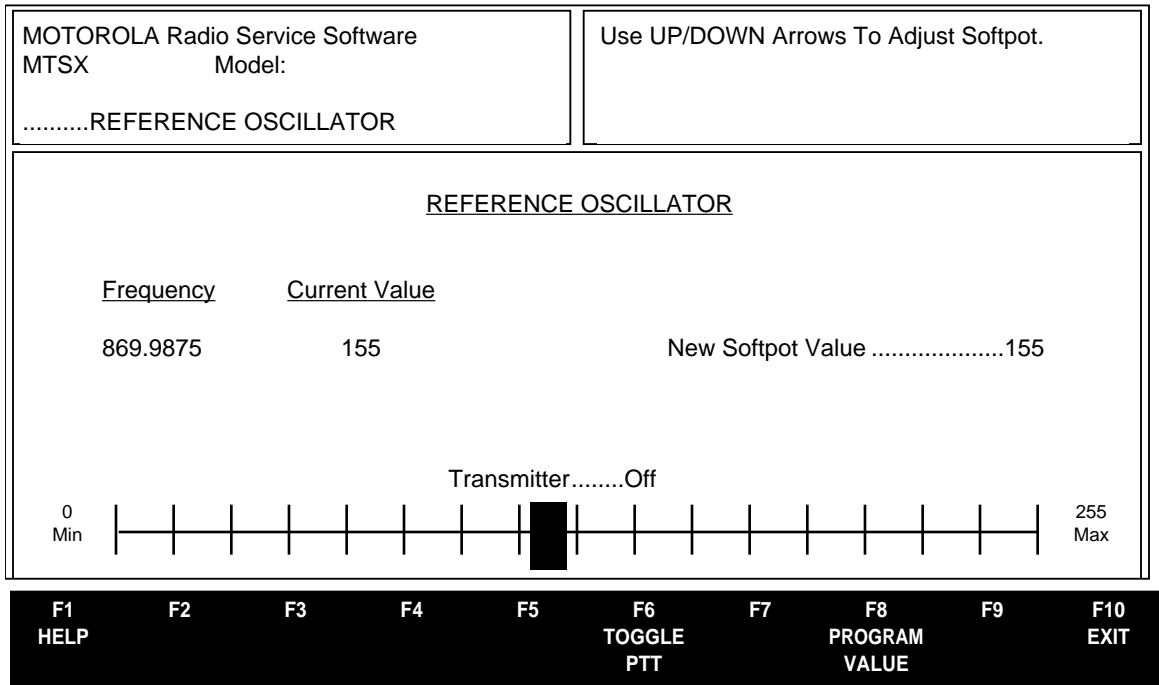 MOTOROLA Radio Service Software
MTSX Model:
..........REFERENCE OSCILLATOR
Use UP/DOWN Arrows To Adjust Softpot.
REFERENCE OSCILLATOR
Frequency Current Value
869.9875 155 New Softpot Value ....................155
Transmitter........Off
0 255
Min Max
F1 F2 F3 F4 F5 F6 F7 F8 F9 F10
HELP TOGGLE PROGRAM EXIT
PTT VALUE